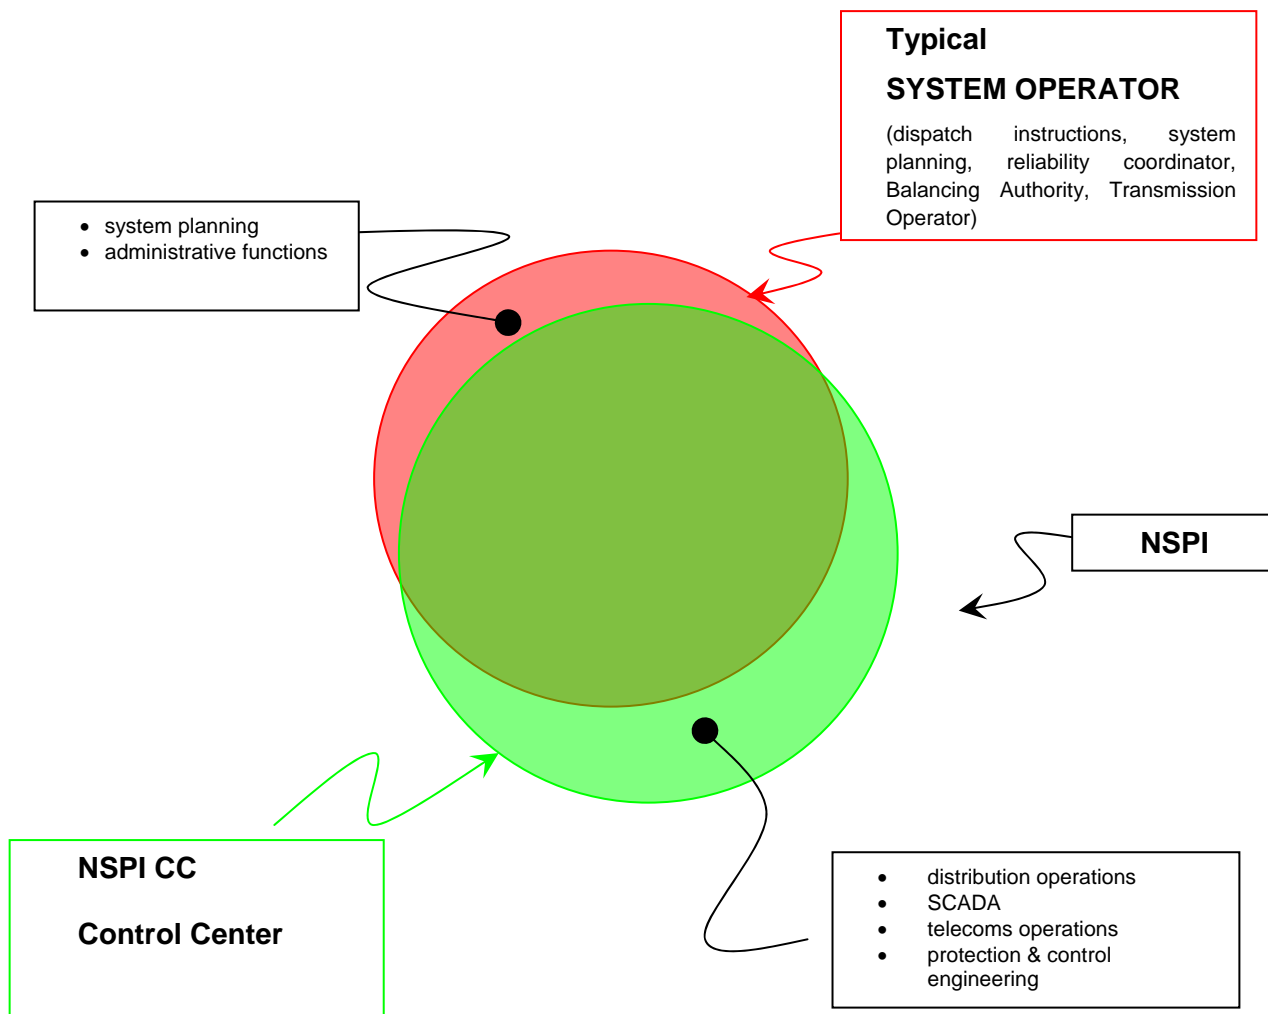 Typical
SYSTEM OPERATOR
(dispatch instructions, system
planning, reliability coordinator,
Balancing Authority, Transmission
Operator)
• system planning
• administrative functions
NSPI
NSPI CC
Control Center
• distribution operations
• SCADA
• telecoms operations
• protection & control
engineering